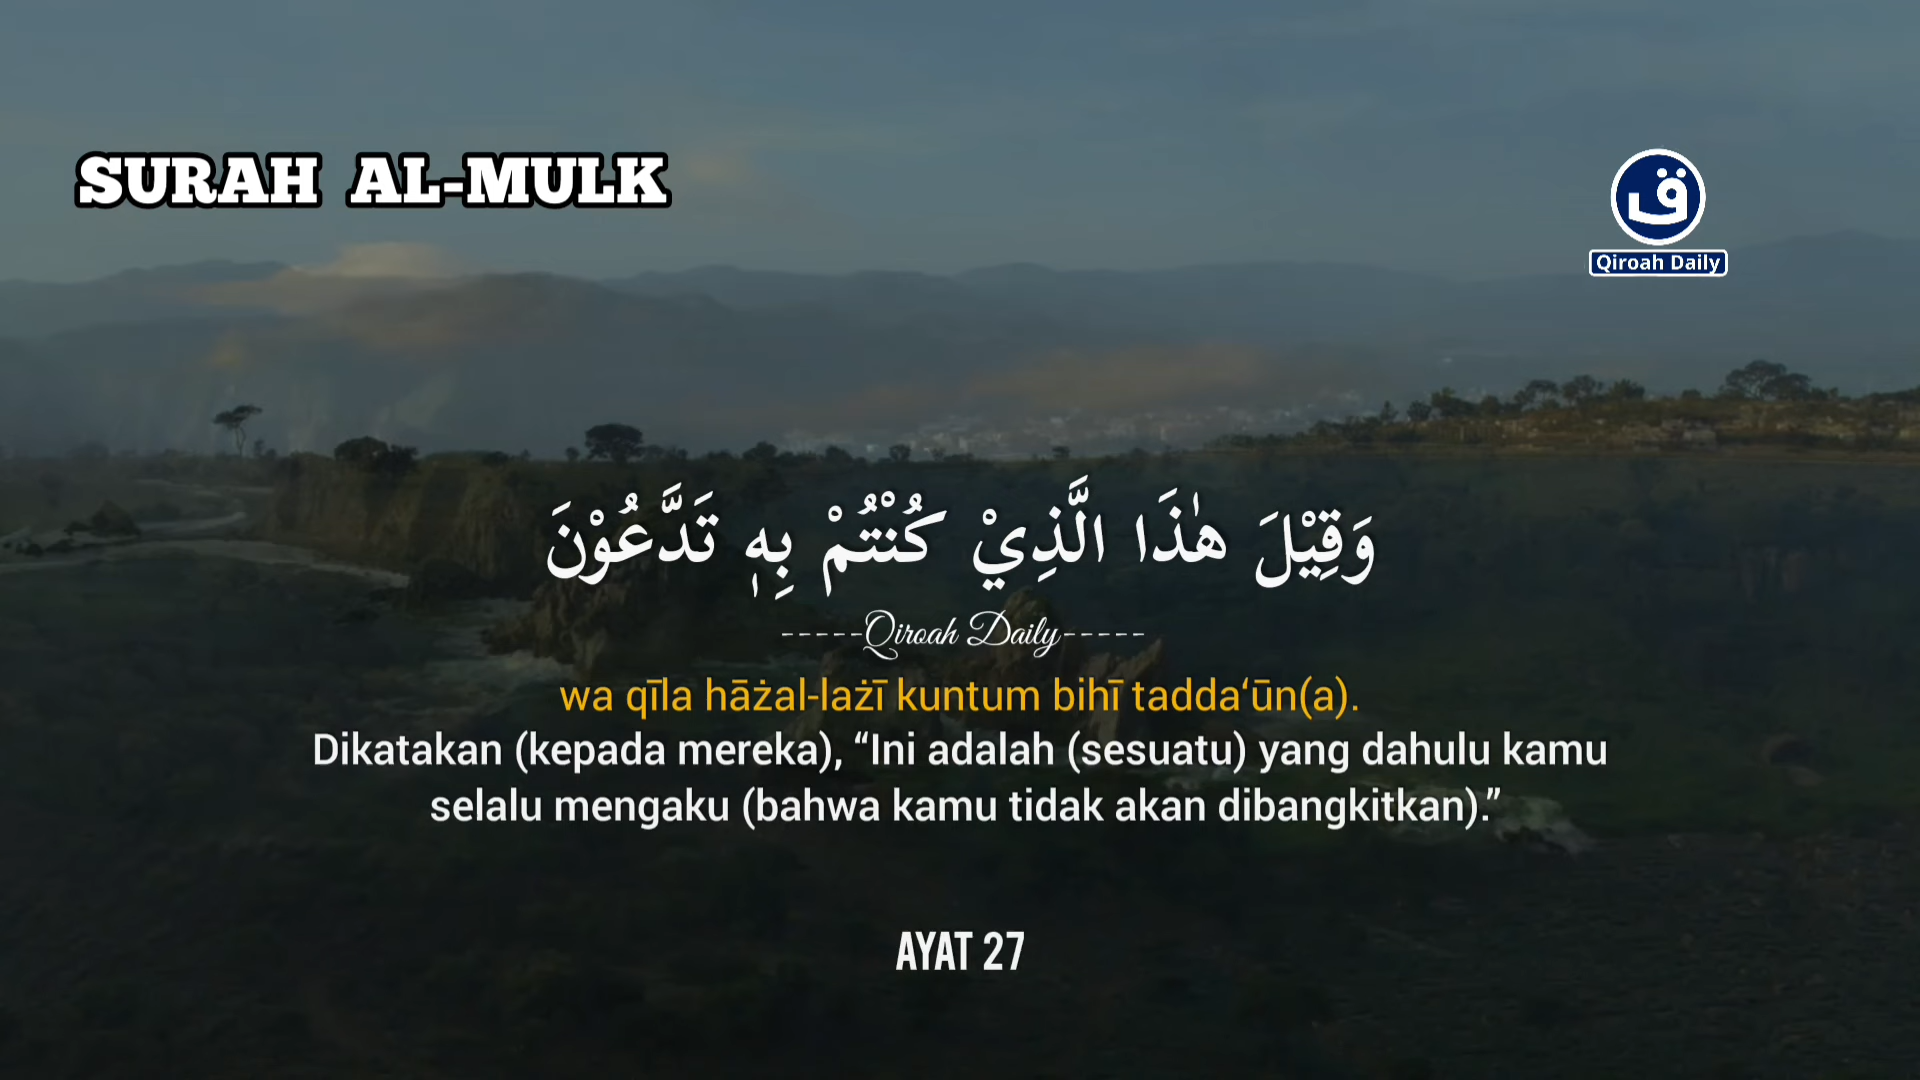 SURAH AL-MULK
ق
Qiroah Daily
وَقِيْلَ هٰذَا الَّذِيْ كُنْتُمْ بِهٖ تَدَّعُوْنَ
-----Qiroah Daily-----
wa qīla hāżal-lażī kuntum bihī tadda‘ūn(a).
Dikatakan (kepada mereka), “Ini adalah (sesuatu) yang dahulu kamu
selalu mengaku (bahwa kamu tidak akan dibangkitkan).”
AYAT 27